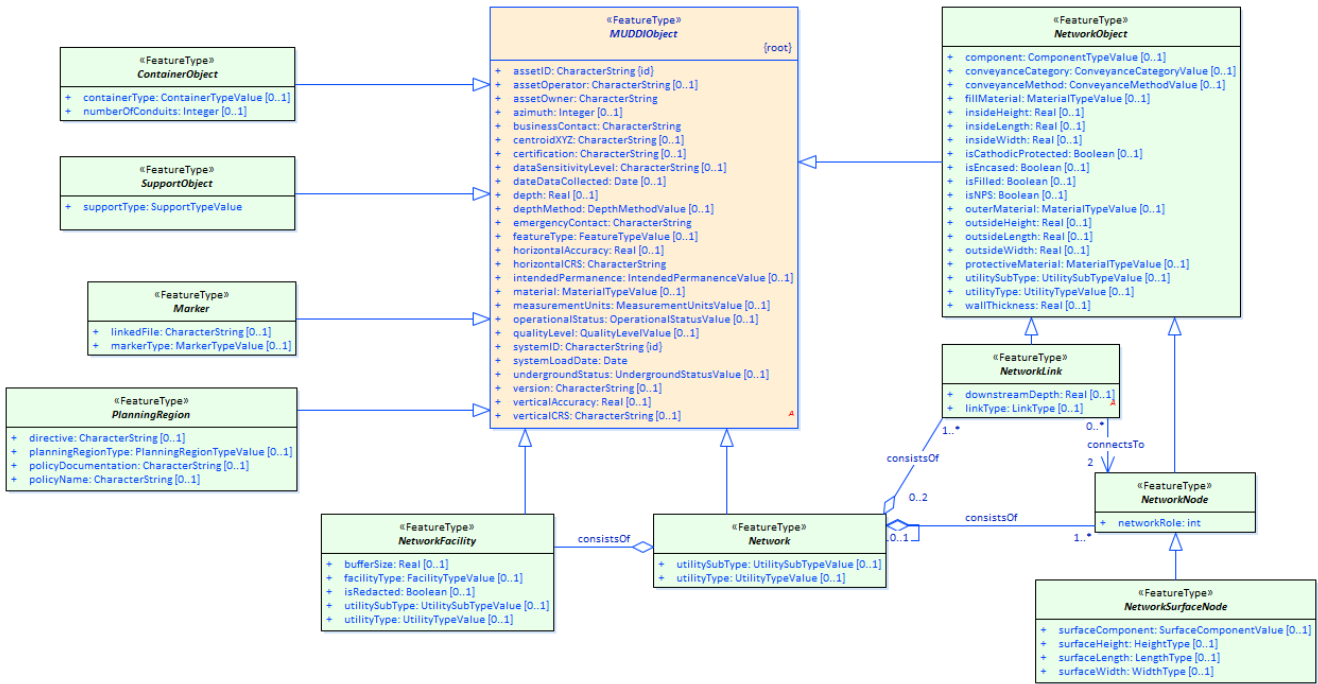 «FeatureType»
ContainerObject
+ containerType: ContainerTypeValue [0..1]
+ numberOfConduits: Integer [0..1]
«FeatureType»
SupportObject
+ supportType: SupportTypeValue
«FeatureType»
Marker
+ linkedFile: CharacterString [0..1]
+ markerType: MarkerTypeValue [0..1]
«FeatureType»
PlanningRegion
+ directive: CharacterString [0..1]
+ planningRegionType: PlanningRegionTypeValue [0..1]
+ policyDocumentation: CharacterString [0..1]
+ policyName: CharacterString [0..1]
«FeatureType»
MUDDIObject
{root}
+ assetID: CharacterString {id}
+ assetOperator: CharacterString [0..1]
+ assetOwner: CharacterString
+ azimuth: Integer [0..1]
+ businessContact: CharacterString
+ centroidXYZ: CharacterString [0..1]
+ certification: CharacterString [0..1]
+ dataSensitivityLevel: CharacterString [0..1]
+ dateDataCollected: Date [0..1]
+ depth: Real [0..1]
+ depthMethod: DepthMethodValue [0..1]
+ emergencyContact: CharacterString
+ featureType: FeatureTypeValue [0..1]
+ horizontalAccuracy: Real [0..1]
+ horizontalCRS: CharacterString
+ intendedPermanence: IntendedPermanenceValue [0..1]
+ material: MaterialTypeValue [0..1]
+ measurementUnits: MeasurementUnitsValue [0..1]
+ operationalStatus: OperationalStatusValue [0..1]
+ qualityLevel: QualityLevelValue [0..1]
+ systemID: CharacterString {id}
+ systemLoadDate: Date
+ undergroundStatus: UndergroundStatusValue [0..1]
+ version: CharacterString [0..1]
+ verticalAccuracy: Real [0..1]
+ verticalCRS: CharacterString [0..1]
A
«FeatureType»
NetworkObject
+ component: ComponentTypeValue [0..1]
+ conveyanceCategory: ConveyanceCategoryValue [0..1]
+ conveyanceMethod: ConveyanceMethodValue [0..1]
+ fillMaterial: MaterialTypeValue [0..1]
+ insideHeight: Real [0..1]
+ insideLength: Real [0..1]
+ insideWidth: Real [0..1]
+ isCathodicProtected: Boolean [0..1]
+ isEncased: Boolean [0..1]
+ isFilled: Boolean [0..1]
+ isNPS: Boolean [0..1]
+ outerMaterial: MaterialTypeValue [0..1]
+ outsideHeight: Real [0..1]
+ outsideLength: Real [0..1]
+ outsideWidth: Real [0..1]
+ protectiveMaterial: MaterialTypeValue [0..1]
+ utilitySubType: UtilitySubTypeValue [0..1]
+ utilityType: UtilityTypeValue [0..1]
+ wallThickness: Real [0..1]
«FeatureType»
NetworkLink
+ downstreamDepth: Real [0..1]
+ linkType: LinkType [0..1]
A
1..*
consistsOf
0..2
0..*
connectsTo
2
«FeatureType»
NetworkNode
+ networkRole: int
consistsOf
0..1
1..*
«FeatureType»
NetworkFacility
+ bufferSize: Real [0..1]
+ facilityType: FacilityTypeValue [0..1]
+ isRedacted: Boolean [0..1]
+ utilitySubType: UtilitySubTypeValue [0..1]
+ utilityType: UtilityTypeValue [0..1]
consistsOf
«FeatureType»
Network
+ utilitySubType: UtilitySubTypeValue [0..1]
+ utilityType: UtilityTypeValue [0..1]
«FeatureType»
NetworkSurfaceNode
+ surfaceComponent: SurfaceComponentValue [0..1]
+ surfaceHeight: HeightType [0..1]
+ surfaceLength: LengthType [0..1]
+ surfaceWidth: WidthType [0..1]